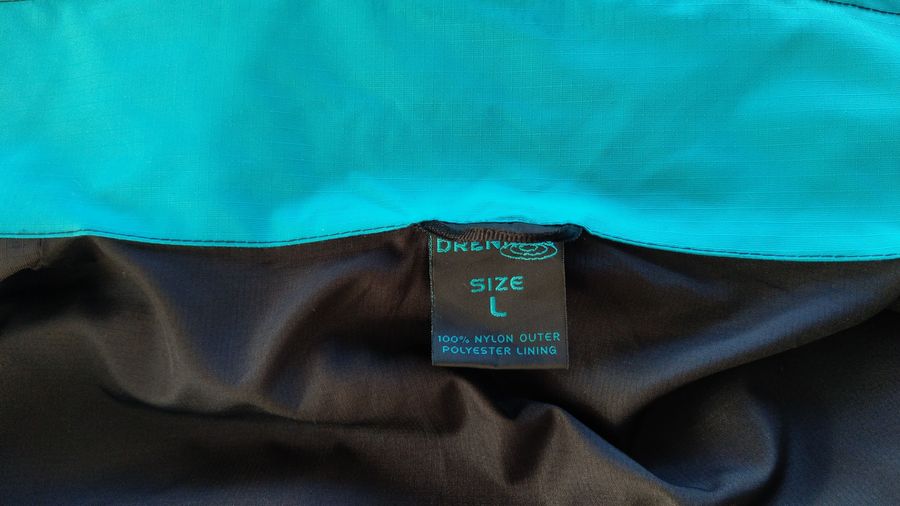 SIZE
L
100% NYLON OUTER
POLYESTER LINING